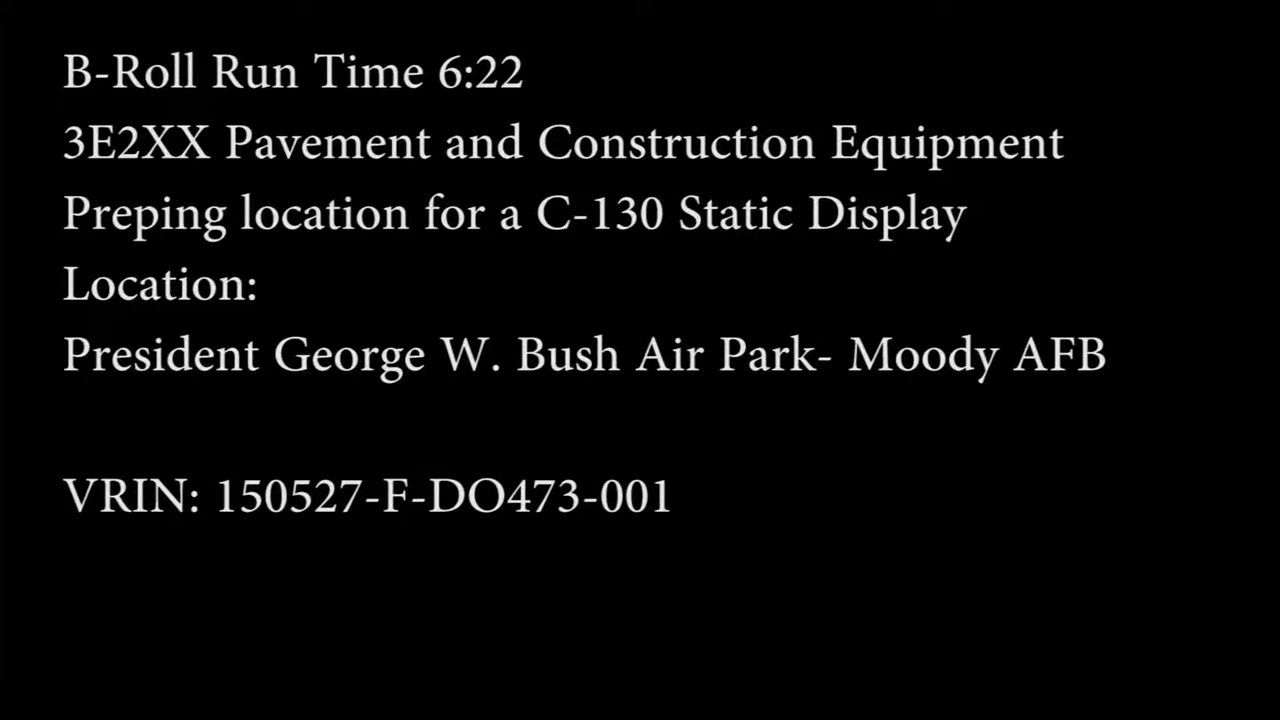 B-Roll Run Time 6:22
3E2XX Pavement and Construction Equipment
Preping location for a C-130 Static Display
Location:
President George W. Bush Air Park- Moody AFB
VRIN: 150527-F-DO473-001